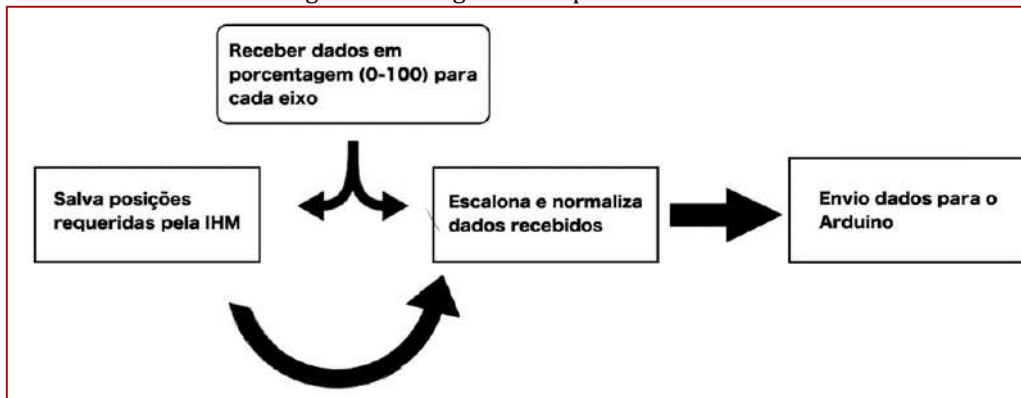 Receber dados em
porcentagem (0-100) para
cada eixo
Salva posições
requeridas pela IHM
Escalona e normaliza
dados recebidos
Envio dados para o
Arduino